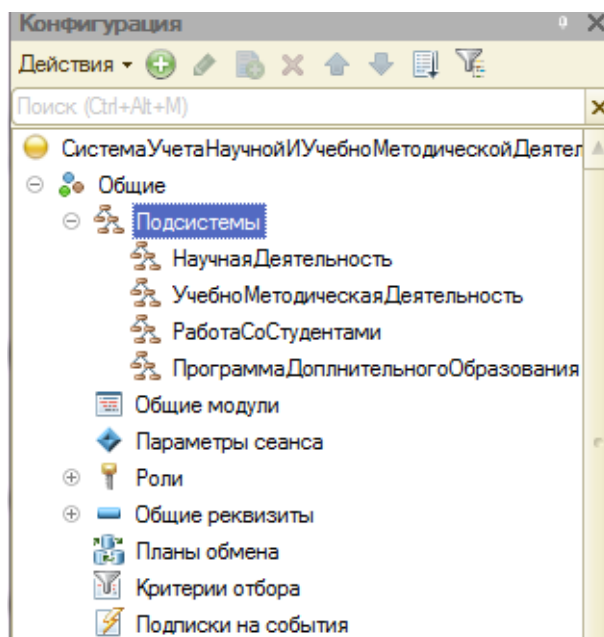 Конфигурация
Действия
Поиск (Ctrl+Alt+M)
СистемаУчетаНаучнойИУчебноМетодическойДеятел
Общие
Подсистемы
НаучнаяДеятельность
УчебноМетодическаяДеятельность
РаботаСоСтудентами
ПрограммаДоплнительногоОбразования
Общие модули
Параметры сеанса
Роли
Общие реквизиты
Планы обмена
Критерии отбора
Подписки на события